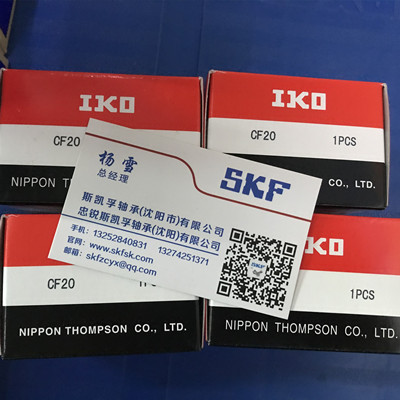 IKO
CF20
NIPPON
IKO
CF20 1PCS
CO., LTD.
杨雪
总经理
SKF
斯凯孚轴承(沈阳市)有限公司
忠锐斯凯孚轴承(沈阳)有限公司
手机:13252840831 13274251371
官网:www.skfsk.com
邮箱:skfzcyx@qq.com
SKF
CF20 1PCS
NIPPON THOMPSON CO., LTD.
IKO
1PCS
NIPPON THOMPSON CO., LTD.